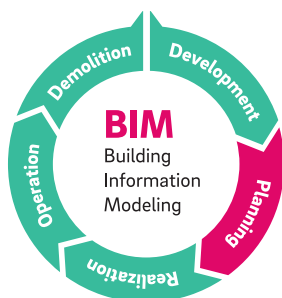 Demolition
Development
Planning
Realization
Operation
BIM
Building
Information
Modeling